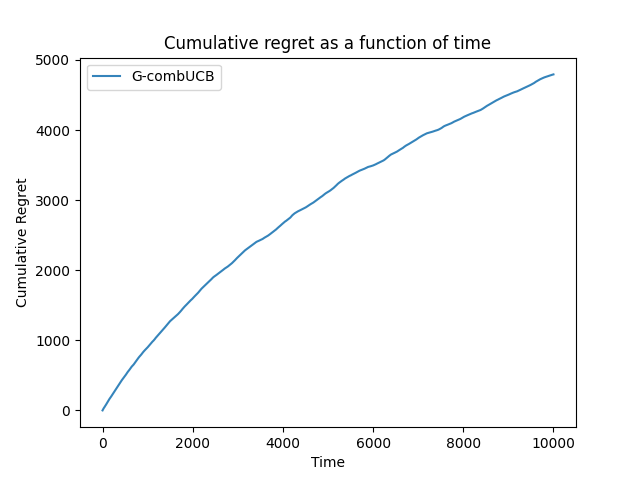 Cumulative regret as a function of time
G-combUCB
Cumulative Regret
5000
4000
3000
2000
1000
0
0 2000 4000 6000 8000 10000
Time